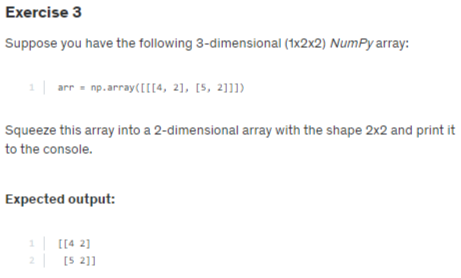 Exercise 3
Suppose you have the following 3-dimensional (1x2x2) NumPy array:
1 arr = np.array([[[4, 2], [5, 2]]])
Squeeze this array into a 2-dimensional array with the shape 2x2 and print it
to the console.
Expected output:
1 [[4 2]
2 [5 2]]